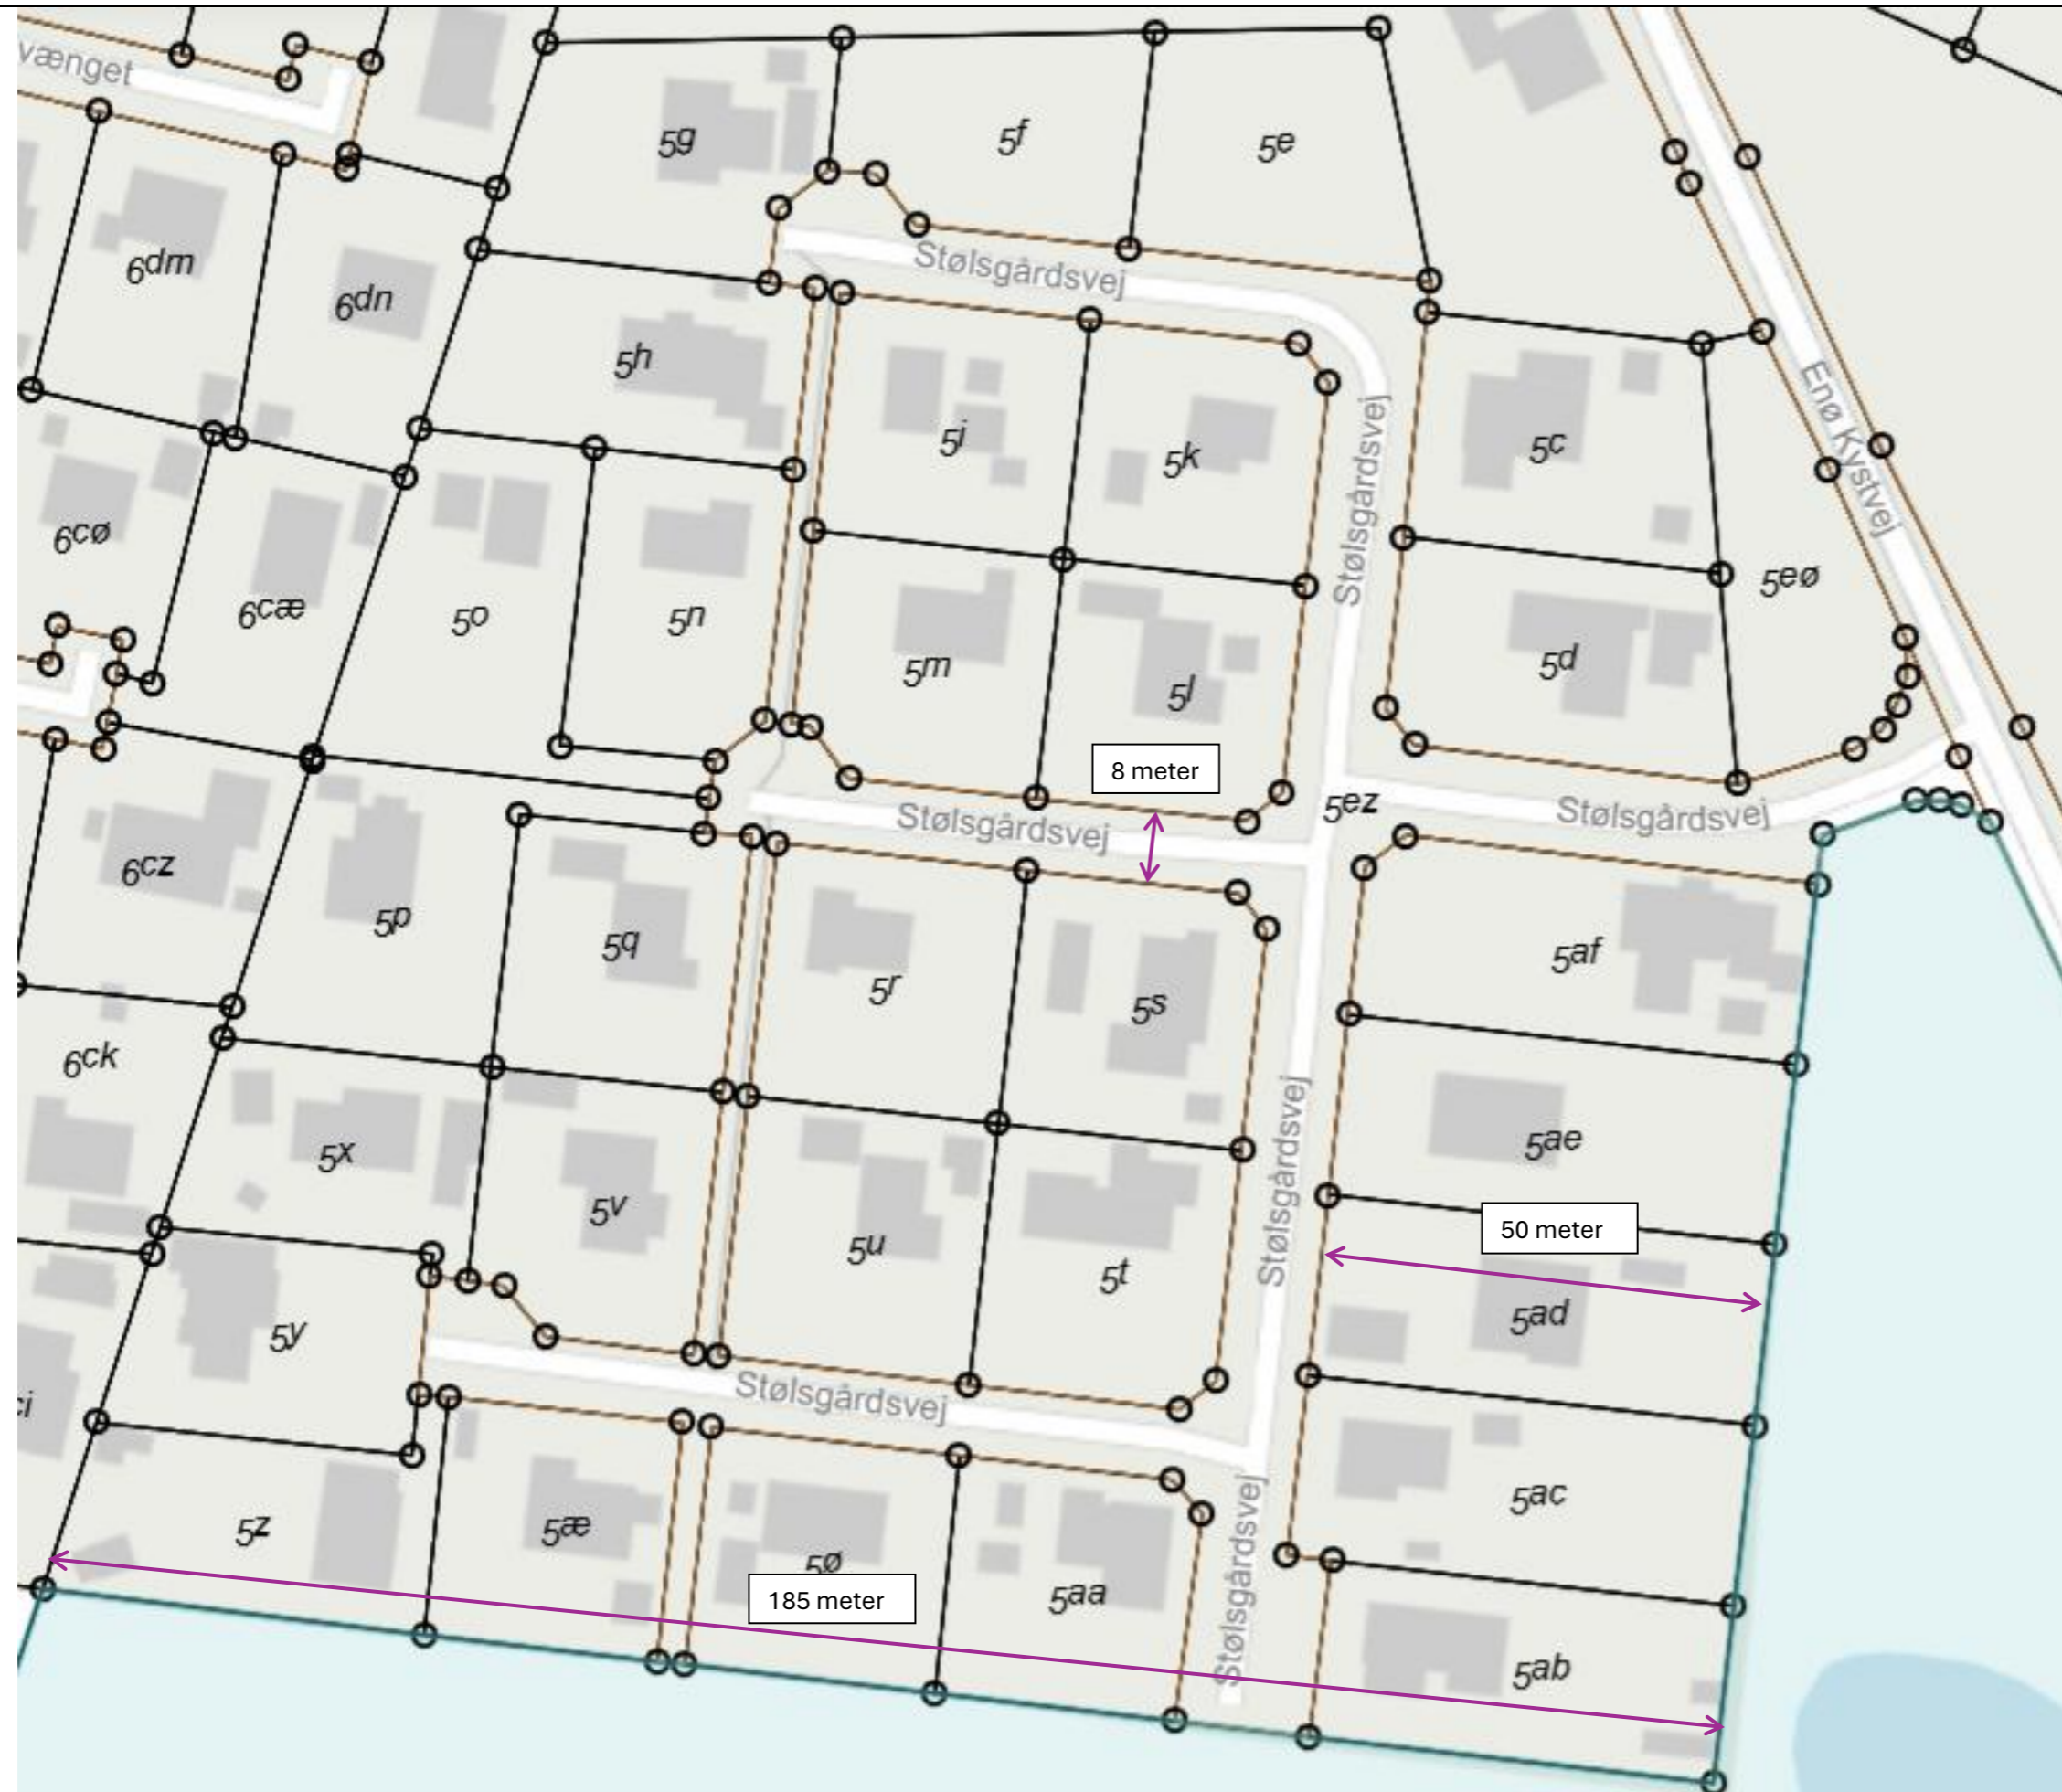 vænget
5g
5f
5e
6dm
6dn
Stølsgårdsvej
5h
Enø Kystvej
5i
5k
Stølsgårdsvej
5c
6cø
6cæ
5o
5n
5m
5l
5d
5eø
8 meter
Stølsgårdsvej
5ez
Stølsgårdsvej
6cz
5p
5q
5r
5s
5af
6ck
5x
5v
5u
5t
Stølsgårdsvej
5ae
50 meter
5ad
5y
Stølsgårdsvej
ci
5z
5æ
5ø
185 meter
5aa
Stølsgårdsvej
5ac
5ab